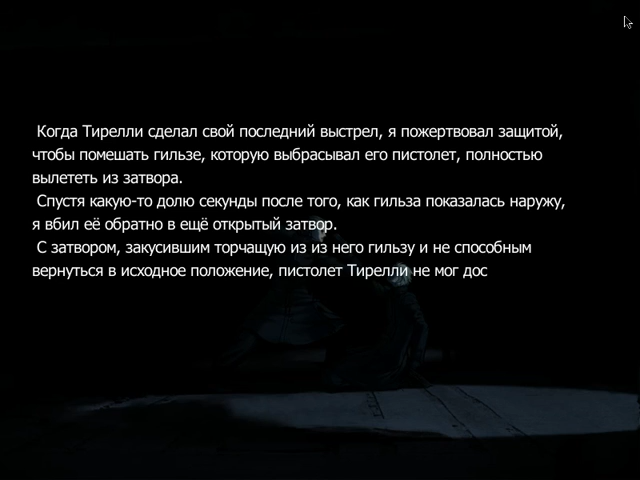 Когда Тирелли сделал свой последний выстрел, я пожертвовал защитой,
чтобы помешать гильзе, которую выбрасывал его пистолет, полностью
вылететь из затвора.
Спустя какую-то долю секунды после того, как гильза показалась наружу,
я вбил её обратно в ещё открытый затвор.
С затвором, закусившим торчащую из из него гильзу и не способным
вернуться в исходное положение, пистолет Тирелли не мог дос